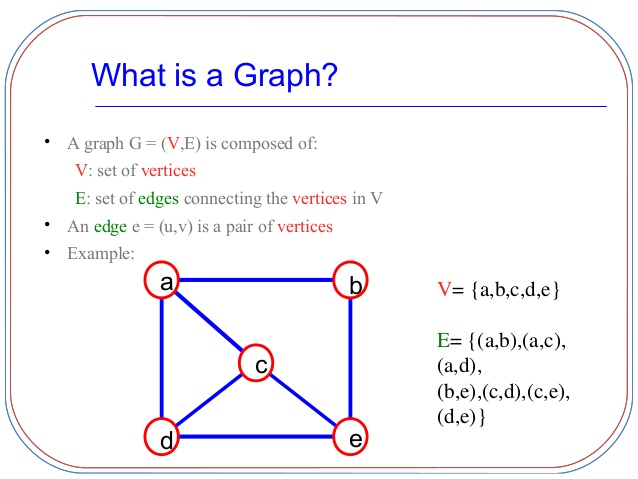 What is a Graph?
• A graph G = (V,E) is composed of:
V: set of vertices
E: set of edges connecting the vertices in V
• An edge e = (u,v) is a pair of vertices
• Example:
a
b
c
d
e
V= {a,b,c,d,e}
E= {(a,b),(a,c),
(a,d),
(b,e),(c,d),(c,e),
(d,e)}